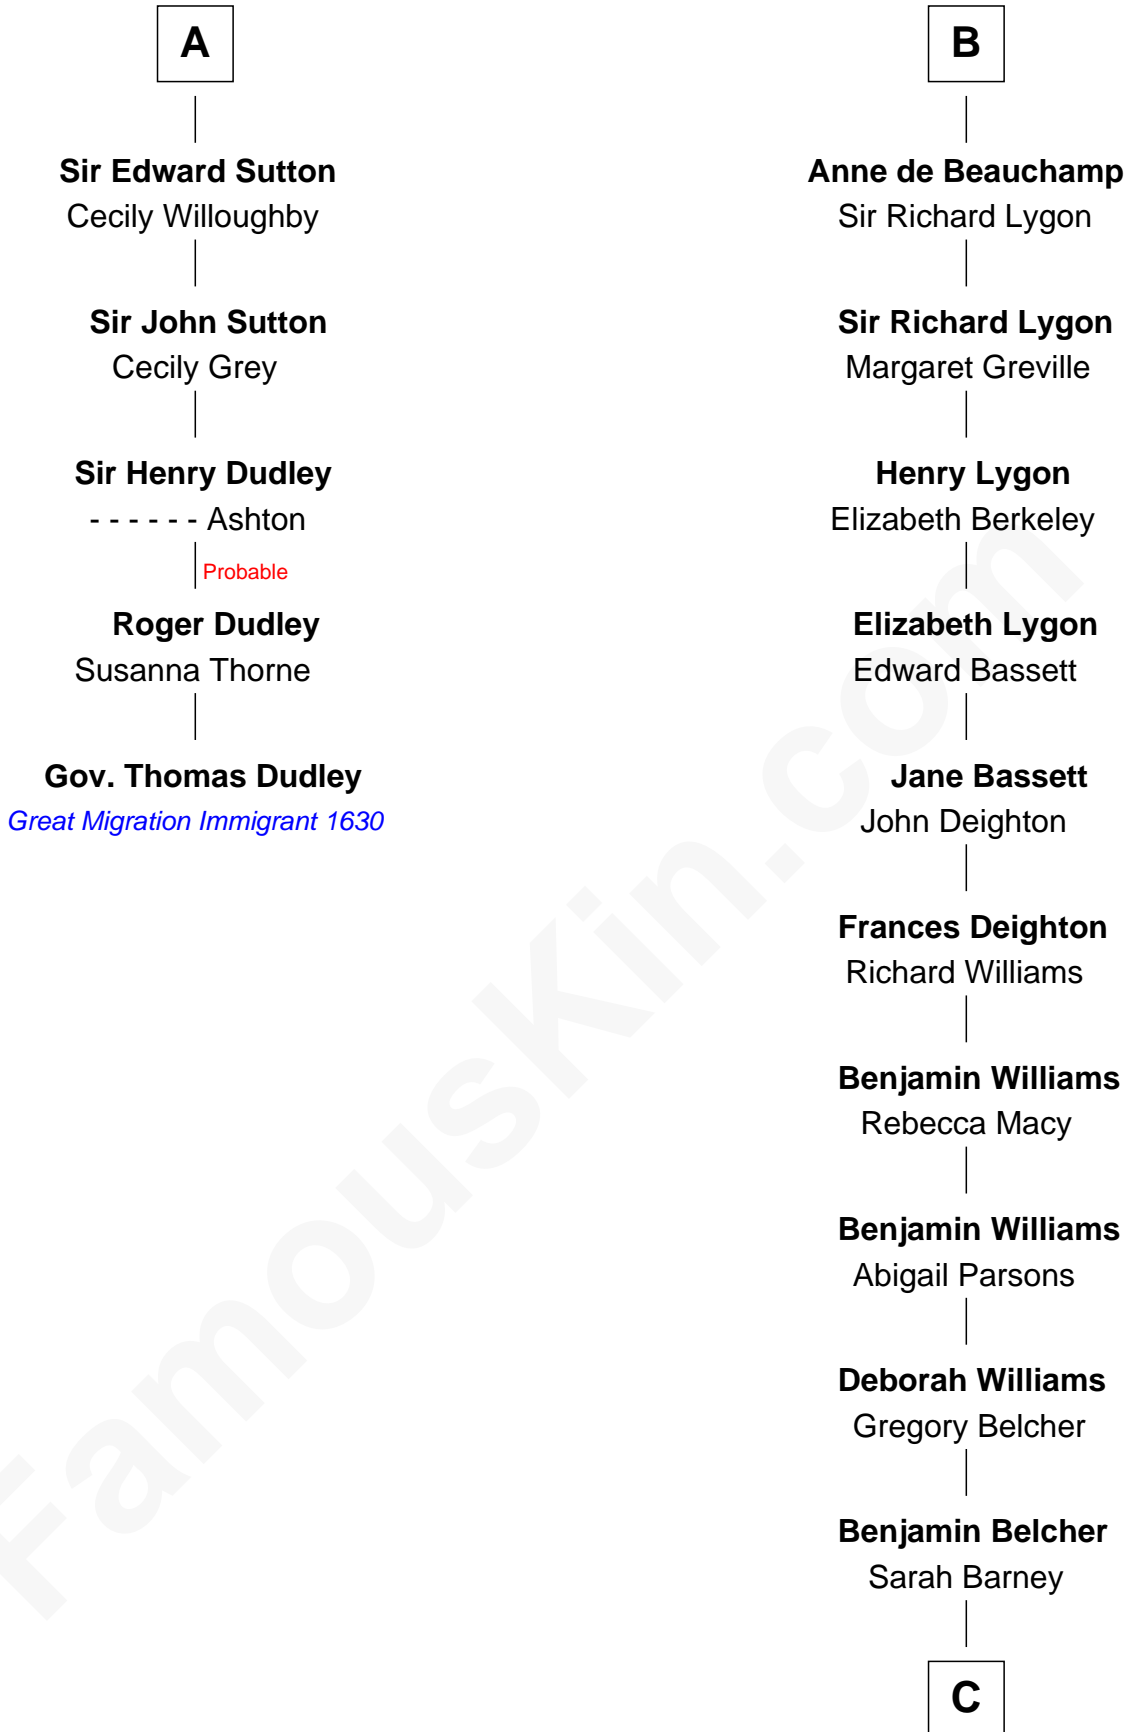 A
Sir Edward Sutton
Cecily Willoughby
Sir John Sutton
Cecily Grey
Sir Henry Dudley
- - - - - - Ashton
Probable
Roger Dudley
Susanna Thorne
Gov. Thomas Dudley
Great Migration Immigrant 1630
B
Anne de Beauchamp
Sir Richard Lygon
Sir Richard Lygon
Margaret Greville
Henry Lygon
Elizabeth Berkeley
Elizabeth Lygon
Edward Bassett
Jane Bassett
John Deighton
Frances Deighton
Richard Williams
Benjamin Williams
Rebecca Macy
Benjamin Williams
Abigail Parsons
Deborah Williams
Gregory Belcher
Benjamin Belcher
Sarah Barney
C
FamousKin.com